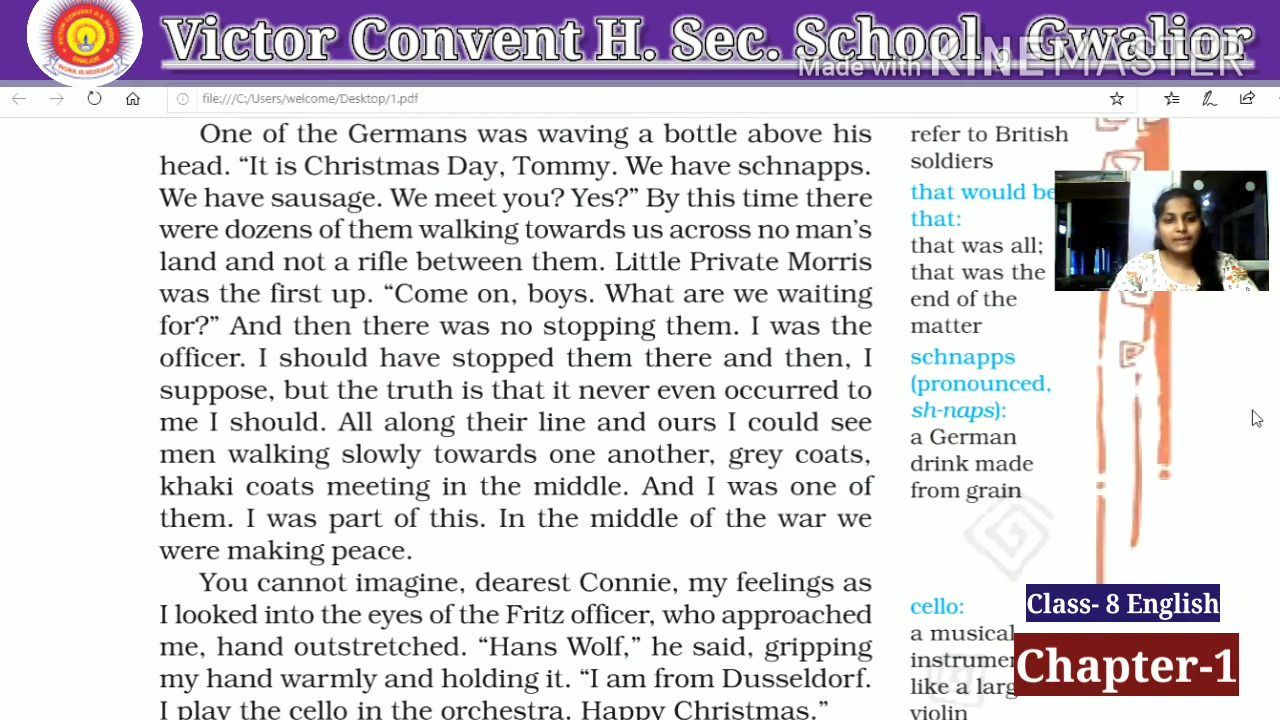 Victor Convent H. Sec. School, Gwalior
Made with KINEMASTER
file:///C:/Users/welcome/Desktop/1.pdf
One of the Germans was waving a bottle above his
head. “It is Christmas Day, Tommy. We have schnapps.
We have sausage. We meet you? Yes?” By this time there
were dozens of them walking towards us across no man’s
land and not a rifle between them. Little Private Morris
was the first up. “Come on, boys. What are we waiting
for?” And then there was no stopping them. I was the
officer. I should have stopped them there and then, I
suppose, but the truth is that it never even occurred to
me I should. All along their line and ours I could see
men walking slowly towards one another, grey coats,
khaki coats meeting in the middle. And I was one of
them. I was part of this. In the middle of the war we
were making peace.
You cannot imagine, dearest Connie, my feelings as
I looked into the eyes of the Fritz officer, who approached
me, hand outstretched. “Hans Wolf,” he said, gripping
my hand warmly and holding it. “I am from Dusseldorf.
I play the cello in the orchestra. Happy Christmas.”
refer to British
soldiers
that would be
that:
that was all;
that was the
end of the
matter
schnapps
(pronounced,
sh-naps):
a German
drink made
from grain
cello:
a musical
instrumen
like a larg
violin
Class- 8 English
Chapter-1